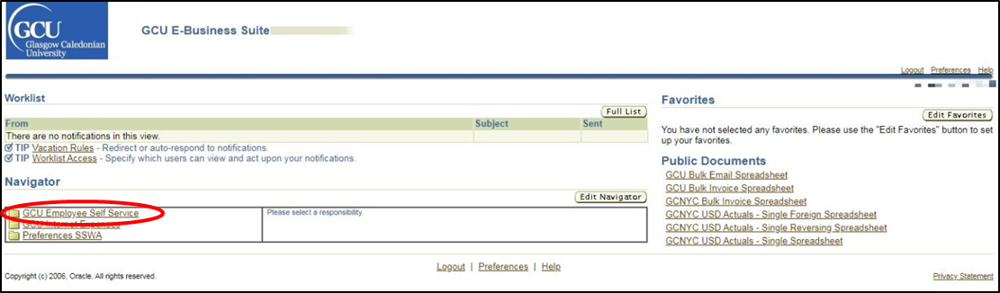 GCU
Glasgow Caledonian
University
GCU E-Business Suite
Logout Preferences Help
Worklist
Full List
From Subject Sent
There are no notifications in this view.
TIP Vacation Rules - Redirect or auto-respond to notifications.
TIP Worklist Access - Specify which users can view and act upon your notifications.
Navigator
Edit Navigator
GCU Employee Self Service
GCU Internet Expenses
Preferences SSWA
Please select a responsibility.
Favorites
Edit Favorites
You have not selected any favorites. Please use the "Edit Favorites" button to set
up your favorites.
Public Documents
GCU Bulk Email Spreadsheet
GCU Bulk Invoice Spreadsheet
GCNYC Bulk Invoice Spreadsheet
GCNYC USD Actuals - Single Foreign Spreadsheet
GCNYC USD Actuals - Single Reversing Spreadsheet
GCNYC USD Actuals - Single Spreadsheet
Logout | Preferences | Help
Copyright (c) 2006, Oracle. All rights reserved.
Privacy Statement